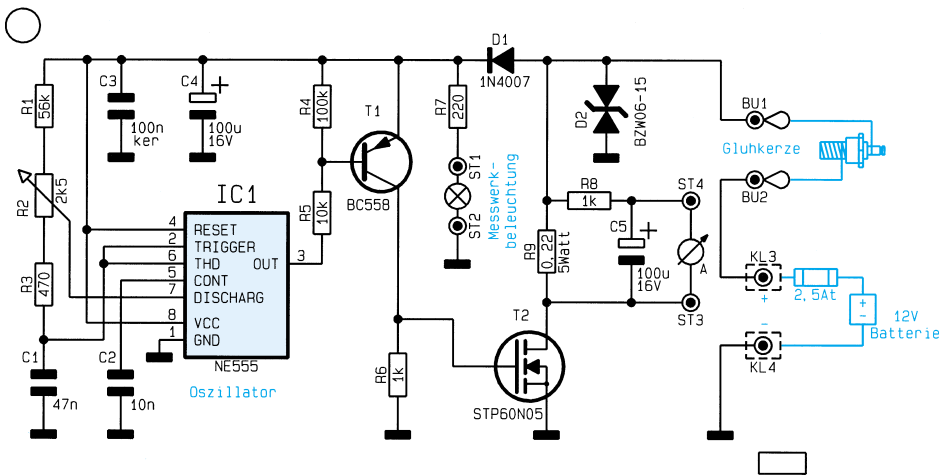 R1
56k
C3
100n
ker
C4
+
100u
16V
R4
100k
T1
BC558
R7
220
ST1
ST2
Messwerk-
beleuchtung
D1
1N4007
D2
BZW06-15
BU1
Gluhkerze
BU2
R2
2k5
IC1
R5
10k
R8
1k
C5
+
100u
16V
ST4
A
ST3
R9
0,22
5Watt
KL3
+
2,5At
+
-
12V
Batterie
-
KL4
4 RESET
2 TRIGGER
6 THD
OUT 3
5 CONT
7 DISCHARG
8 VCC
1 GND
NE555
Oszillator
R3
470
C1
47n
C2
10n
R6
1k
T2
STP60N05